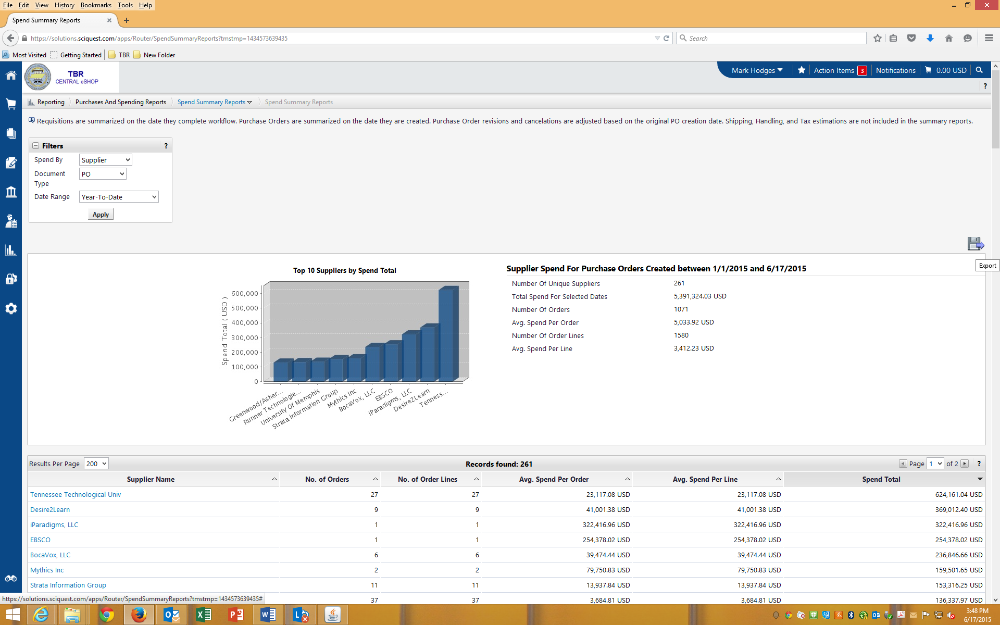 File Edit View History Bookmarks Tools Help
Spend Summary Reports
https://solutions.sciquest.com/apps/Router/SpendSummaryReports?tmstmp=1434573639435
Search
Most Visited Getting Started TBR New Folder
TBR
CENTRAL eSHOP
Mark Hodges Action Items 3 Notifications 0.00 USD
?
Reporting Purchases And Spending Reports Spend Summary Reports Spend Summary Reports
Requisitions are summarized on the date they complete workflow. Purchase Orders are summarized on the date they are created. Purchase Order revisions and cancelations are adjusted based on the original PO creation date. Shipping, Handling, and Tax estimations are not included in the summary reports.
Filters ?
Spend By Supplier
Document Type PO
Date Range Year-To-Date
Apply
Export
Top 10 Suppliers by Spend Total
Spend Total ( USD )
600,000
500,000
400,000
300,000
200,000
100,000
0
Greenwood/Asher...
Runner Technologie...
University Of Memphis
Strata Information Group
Mythics Inc
BocaVox, LLC
EBSCO
iParadigms, LLC
Desire2Learn
Tenness...
Supplier Spend For Purchase Orders Created between 1/1/2015 and 6/17/2015
Number Of Unique Suppliers 261
Total Spend For Selected Dates 5,391,324.03 USD
Number Of Orders 1071
Avg. Spend Per Order 5,033.92 USD
Number Of Order Lines 1580
Avg. Spend Per Line 3,412.23 USD
Results Per Page 200 Records found: 261 Page 1 of 2 ?
Supplier Name No. of Orders No. of Order Lines Avg. Spend Per Order Avg. Spend Per Line Spend Total
Tennessee Technological Univ 27 27 23,117.08 USD 23,117.08 USD 624,161.04 USD
Desire2Learn 9 9 41,001.38 USD 41,001.38 USD 369,012.40 USD
iParadigms, LLC 1 1 322,416.96 USD 322,416.96 USD 322,416.96 USD
EBSCO 1 1 254,378.02 USD 254,378.02 USD 254,378.02 USD
BocaVox, LLC 6 6 39,474.44 USD 39,474.44 USD 236,846.66 USD
Mythics Inc 2 2 79,750.83 USD 79,750.83 USD 159,501.65 USD
Strata Information Group 11 11 13,937.84 USD 13,937.84 USD 153,316.25 USD
37 37 3,684.81 USD 3,684.81 USD 136,337.97 USD
https://solutions.sciquest.com/apps/Router/SpendSummaryReports?tmstmp=1434573639435#
3:48 PM
6/17/2015